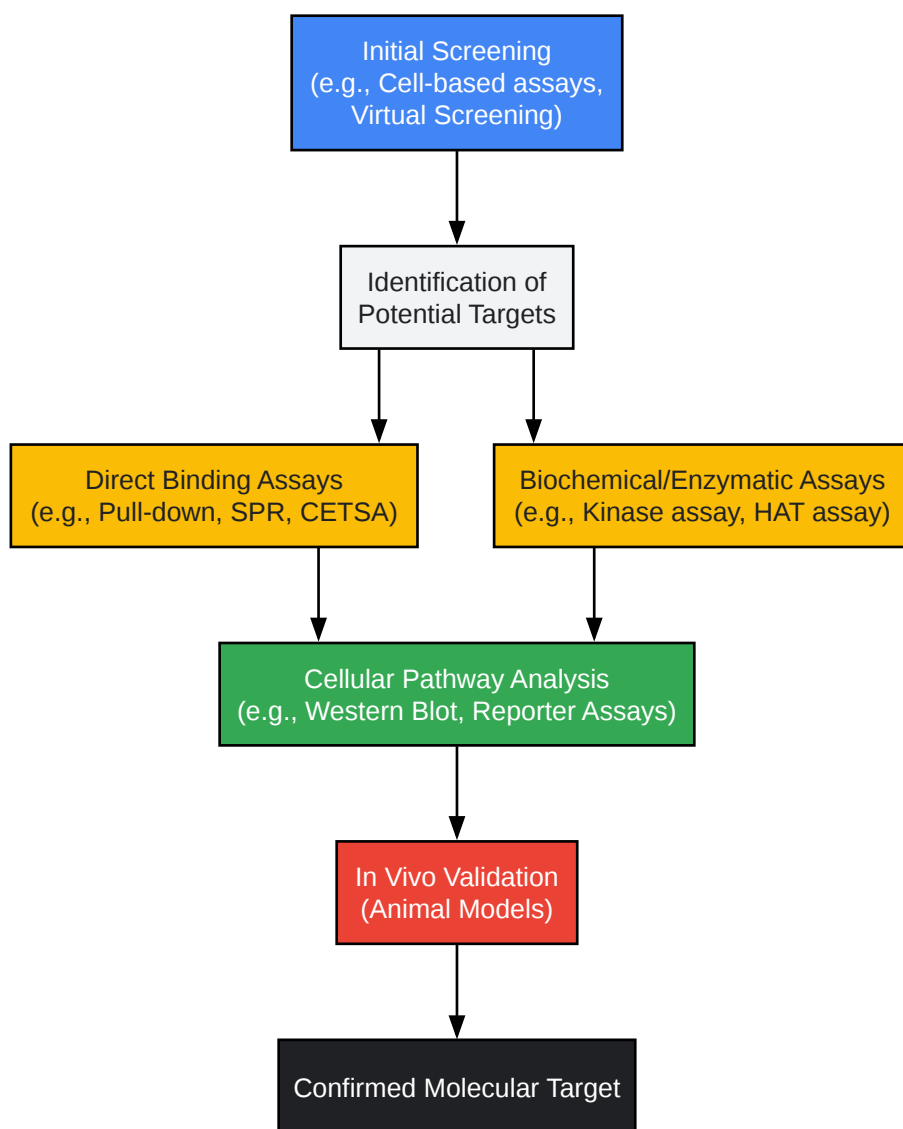 Initial Screening
(e.g., Cell-based assays,
Virtual Screening)
Identification of
Potential Targets
Direct Binding Assays
(e.g., Pull-down, SPR, CETSA)
Biochemical/Enzymatic Assays
(e.g., Kinase assay, HAT assay)
Cellular Pathway Analysis
(e.g., Western Blot, Reporter Assays)
In Vivo Validation
(Animal Models)
Confirmed Molecular Target